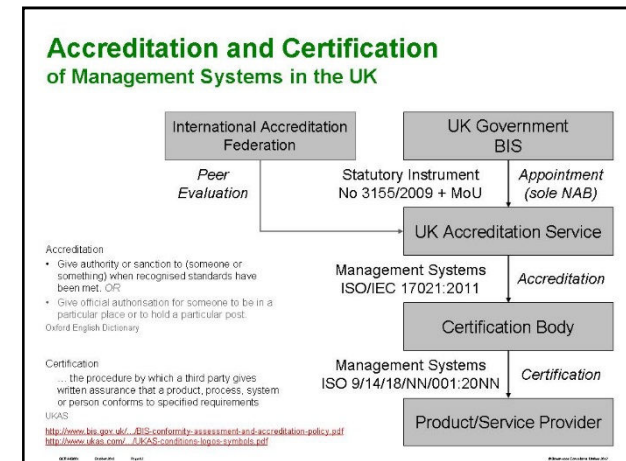 Accreditation and Certification
of Management Systems in the UK
International Accreditation
Federation
UK Government
BIS
Peer
Evaluation
Statutory Instrument
No 3155/2009 + MoU
Appointment
(sole NAB)
UK Accreditation Service
Accreditation
• Give authority or sanction to (someone or
something) when recognised standards have
been met. OR
• Give official authorisation for someone to be in a
particular place or to hold a particular post.
Oxford English Dictionary
Management Systems
ISO/IEC 17021:2011
Accreditation
Certification Body
Certification
... the procedure by which a third party gives
written assurance that a product, process, system
or person conforms to specified requirements
UKAS
Management Systems
ISO 9/14/18/NN/001:20NN
Certification
Product/Service Provider
http://www.bis.gov.uk/.../BIS-conformity-assessment-and-accreditation-policy.pdf
http://www.ukas.com/.../UKAS-conditions-logos-symbols.pdf